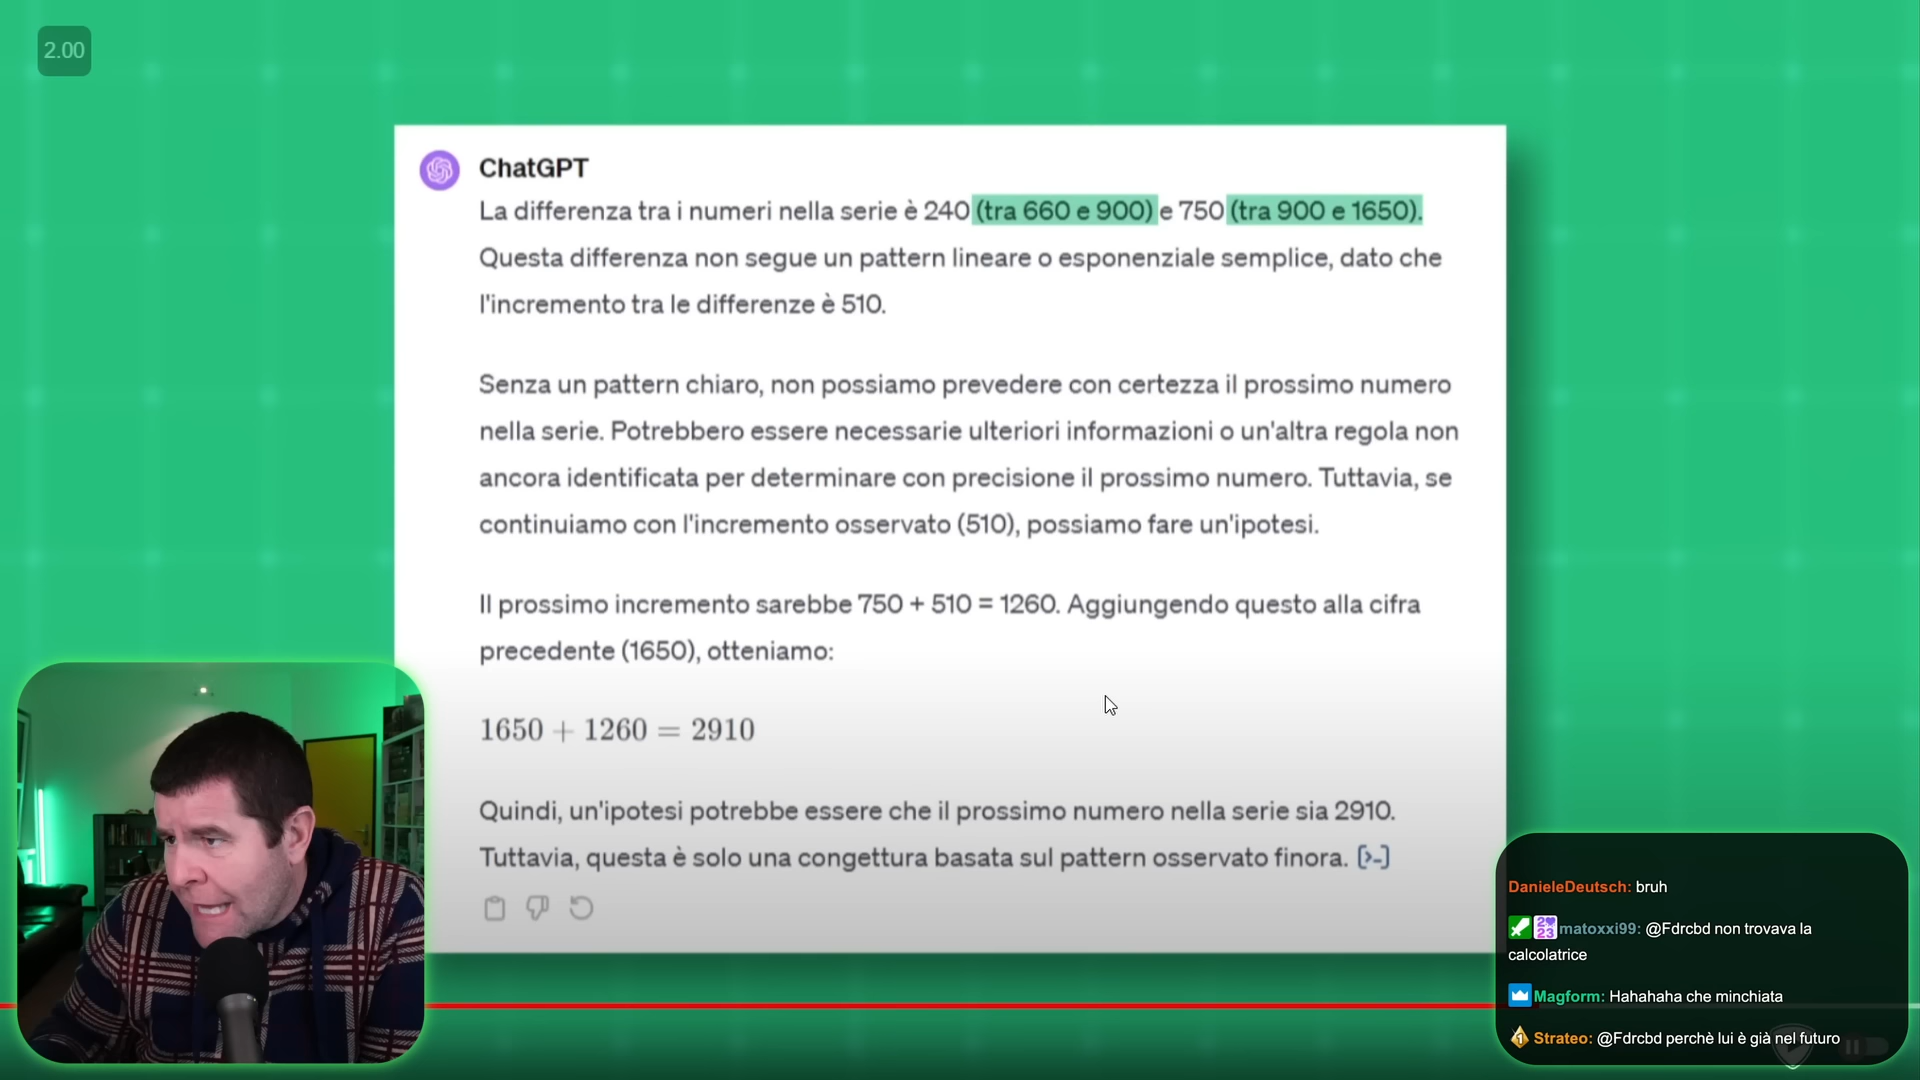 2.00
ChatGPT
La differenza tra i numeri nella serie è 240 (tra 660 e 900) e 750 (tra 900 e 1650).
Questa differenza non segue un pattern lineare o esponenziale semplice, dato che
l'incremento tra le differenze è 510.
Senza un pattern chiaro, non possiamo prevedere con certezza il prossimo numero
nella serie. Potrebbero essere necessarie ulteriori informazioni o un'altra regola non
ancora identificata per determinare con precisione il prossimo numero. Tuttavia, se
continuiamo con l'incremento osservato (510), possiamo fare un'ipotesi.
Il prossimo incremento sarebbe 750 + 510 = 1260. Aggiungendo questo alla cifra
precedente (1650), otteniamo:
1650 + 1260 = 2910
Quindi, un'ipotesi potrebbe essere che il prossimo numero nella serie sia 2910.
Tuttavia, questa è solo una congettura basata sul pattern osservato finora. [>-]
DanieleDeutsch: bruh
2023 matoxxi99: @Fdrcbd non trovava la
calcolatrice
Magform: Hahahaha che minchiata
1 Strateo: @Fdrcbd perchè lui è già nel futuro